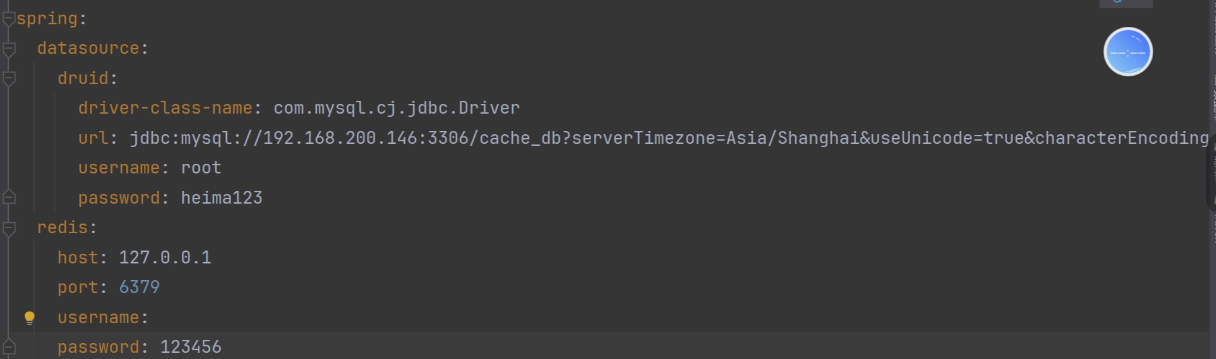 spring:
  datasource:
    druid:
      driver-class-name: com.mysql.cj.jdbc.Driver
      url: jdbc:mysql://192.168.200.146:3306/cache_db?serverTimezone=Asia/Shanghai&useUnicode=true&characterEncoding
      username: root
      password: heima123
  redis:
    host: 127.0.0.1
    port: 6379
    username:
    password: 123456